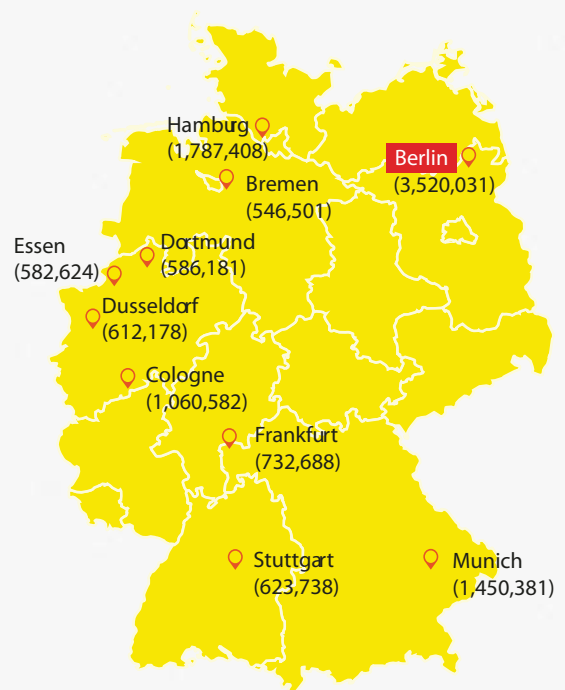 Hamburg
(1,787,408)
Berlin
(3,520,031)
Bremen
(546,501)
Essen
(582,624)
Dortmund
(586,181)
Dusseldorf
(612,178)
Cologne
(1,060,582)
Frankfurt
(732,688)
Stuttgart
(623,738)
Munich
(1,450,381)